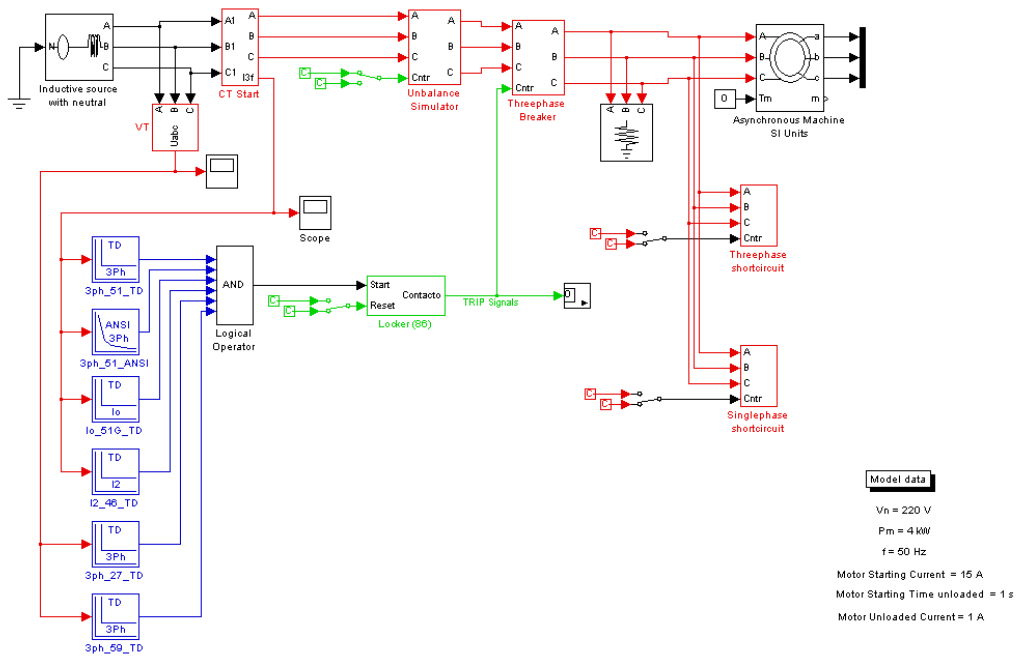 N
A
B
C
Inductive source
with neutral
A1
B1
C1
A
B
C
I3f
CT Start
VT
A
B
C
Uabc
C
C
A
B
C
Cntr
A
B
C
Unbalance
Simulator
A
B
C
Cntr
A
B
C
Threephase
Breaker
A
B
C
0
A
B
C
Tm
a
b
c
m
Asynchronous Machine
SI Units
Scope
C
C
A
B
C
Cntr
Threephase
shortcircuit
TD
3Ph
3ph_51_TD
ANSI
3Ph
3ph_51_ANSI
TD
Io
Io_51G_TD
TD
I2
I2_46_TD
TD
3Ph
3ph_27_TD
TD
3Ph
3ph_59_TD
AND
Logical
Operator
C
C
Start
Reset
Contacto
Locker (86)
TRIP Signals
0
C
C
A
B
C
Cntr
Singlephase
shortcircuit
Model data
Vn = 220 V
Pm = 4 kW
f = 50 Hz
Motor Starting Current = 15 A
Motor Starting Time unloaded = 1 s
Motor Unloaded Current = 1 A